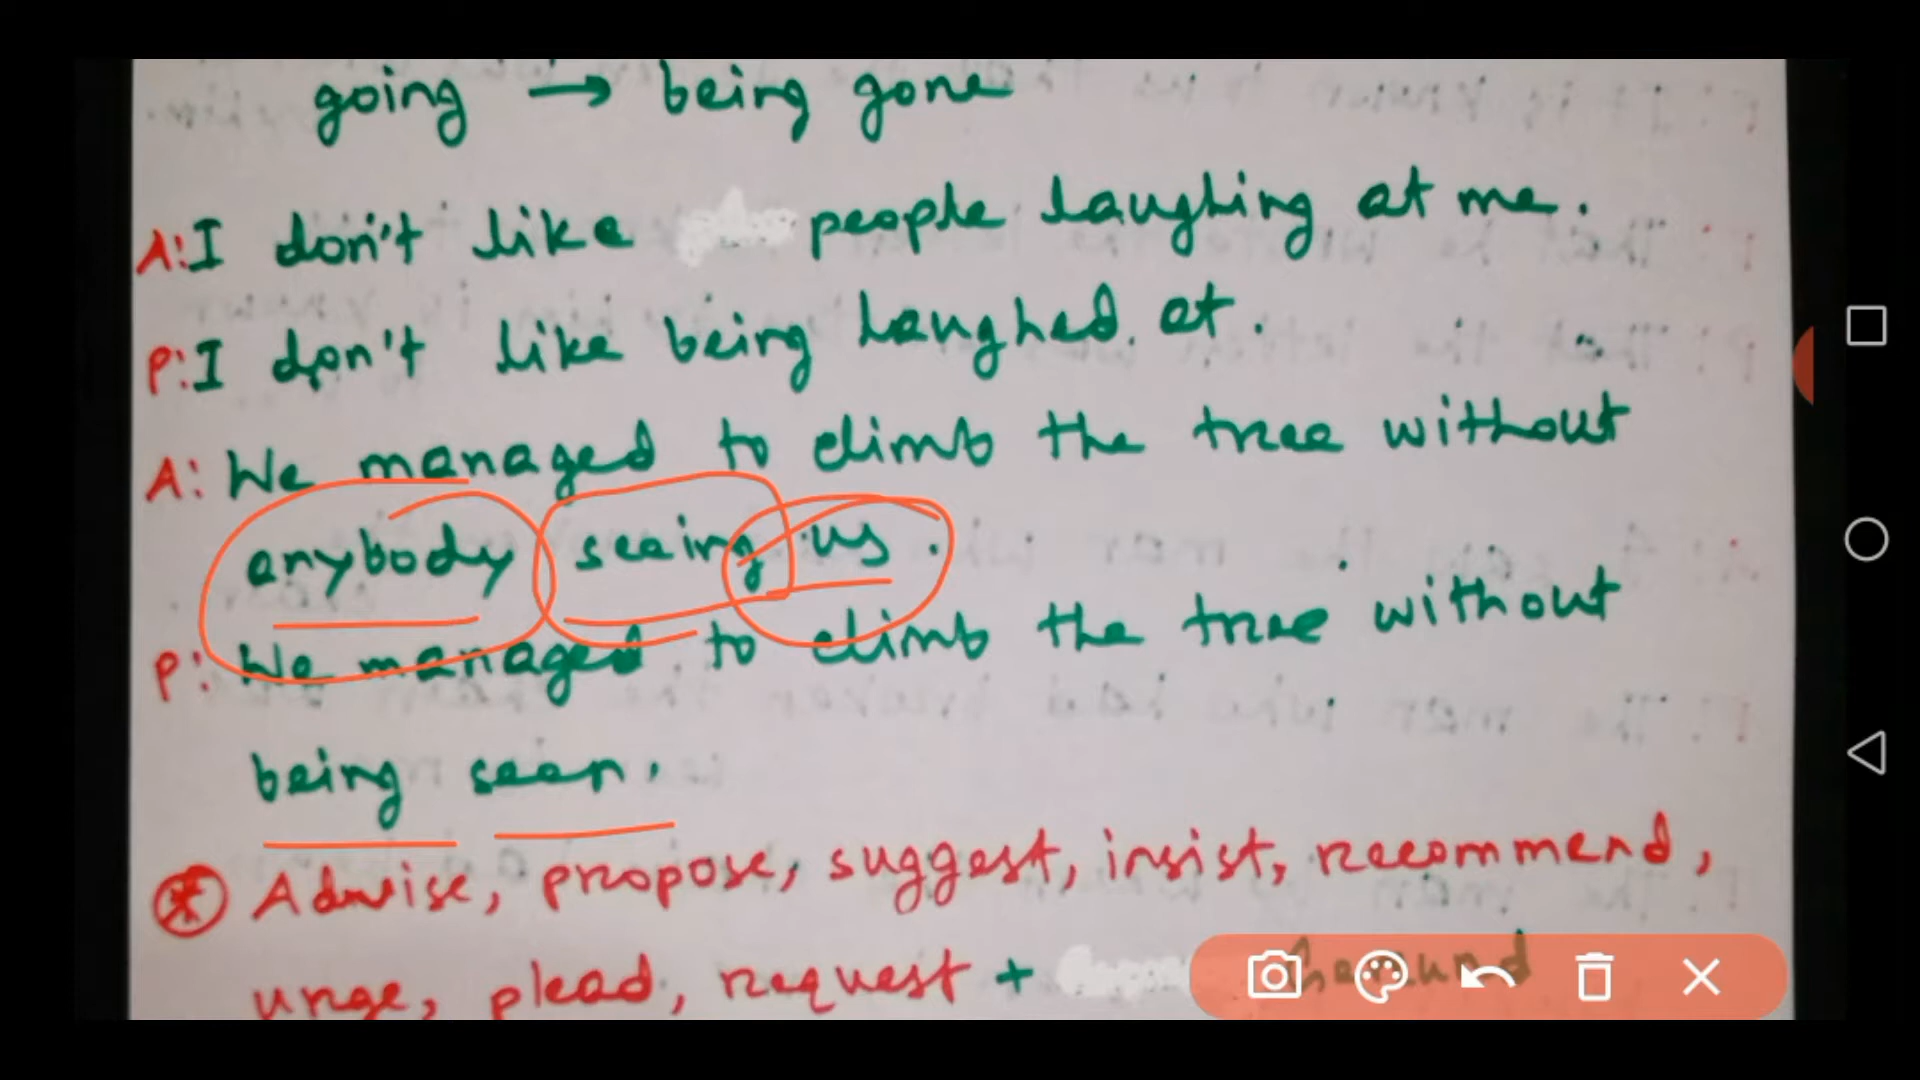 going → being gone
A: I don't like people laughing at me.
P: I don't like being laughed at.
A: We managed to climb the tree without
anybody seeing us.
P: We managed to climb the tree without
being seen.
Advise, propose, suggest, insist, recommend,
urge, plead, request +